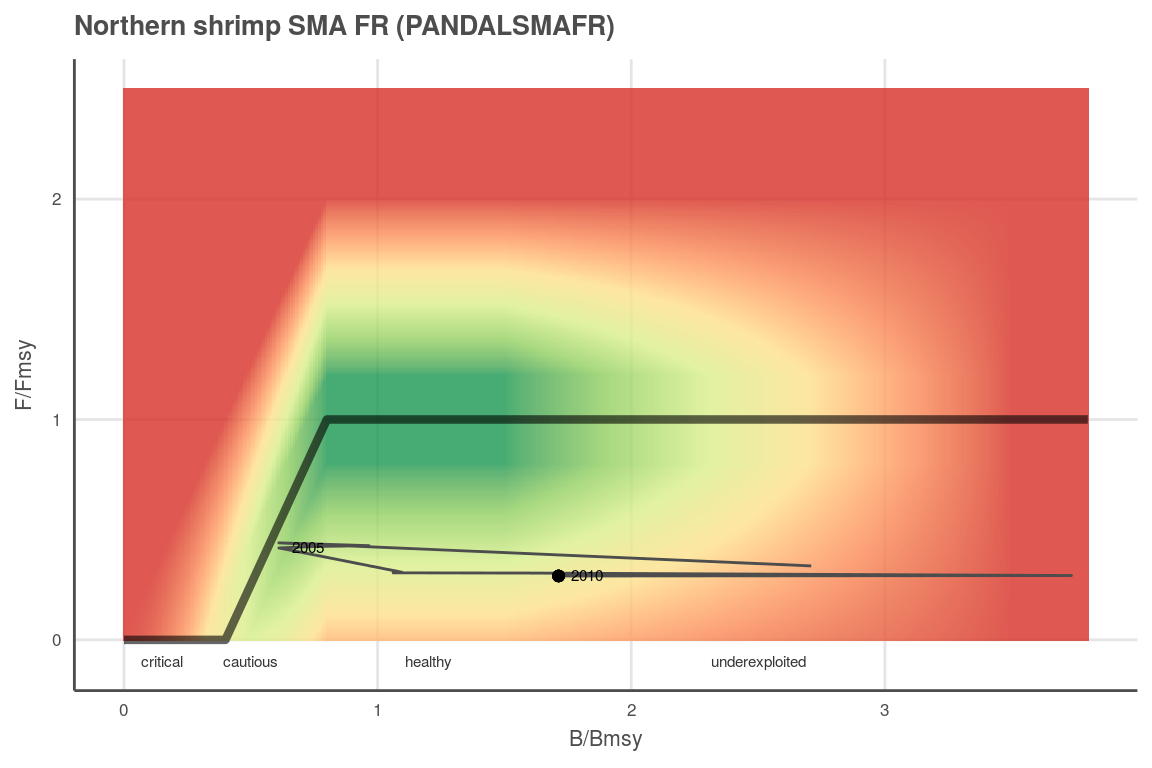 Northern shrimp SMA FR (PANDALSMAFR)
2
1
0
F/Fmsy
2005
2010
critical cautious healthy underexploited
0 1 2 3
B/Bmsy